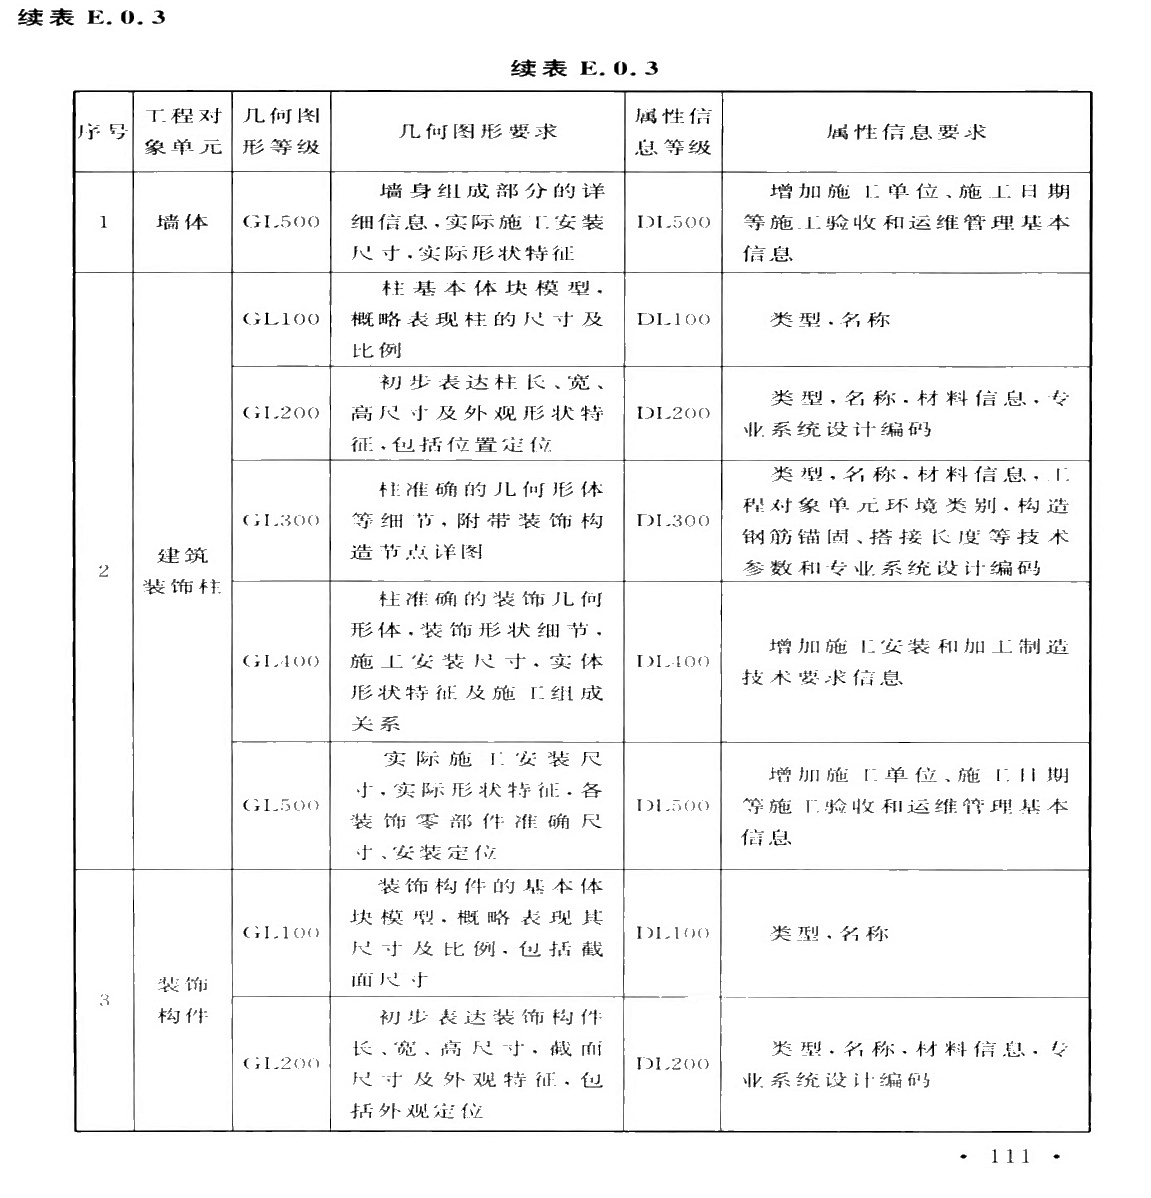 续表 E.0.3
续表 E.0.3
序号
工程对
象单元
几何图
形等级
几何图形要求
属性信
息等级
属性信息要求
1
墙体
GL500
墙身组成部分的详
细信息,实际施工安装
尺寸,实际形状特征
DL500
增加施工单位、施工日期
等施工验收和运维管理基本
信息
2
建筑
装饰柱
GL100
柱基本体块模型,
概略表现柱的尺寸及
比例
DL100
类型,名称
GL200
初步表达柱长、宽、
高尺寸及外观形状特
征,包括位置定位
DL200
类型,名称,材料信息,专
业系统设计编码
GL300
柱准确的几何形体
等细节,附带装饰构
造节点详图
DL300
类型,名称,材料信息,工
程对象单元环境类别,构造
钢筋锚固、搭接长度等技术
参数和专业系统设计编码
GL400
柱准确的装饰几何
形体,装饰形状细节,
施工安装尺寸,实体
形状特征及施工组成
关系
DL400
增加施工安装和加工制造
技术要求信息
GL500
实际施工安装尺
寸,实际形状特征,各
装饰零部件准确尺
寸、安装定位
DL500
增加施工单位、施工日期
等施工验收和运维管理基本
信息
3
装饰
构件
GL100
装饰构件的基本体
块模型,概略表现其
尺寸及比例,包括截
面尺寸
DL100
类型,名称
GL200
初步表达装饰构件
长、宽、高尺寸,截面
尺寸及外观特征,包
括外观定位
DL200
类型,名称,材料信息,专
业系统设计编码
· 111 ·